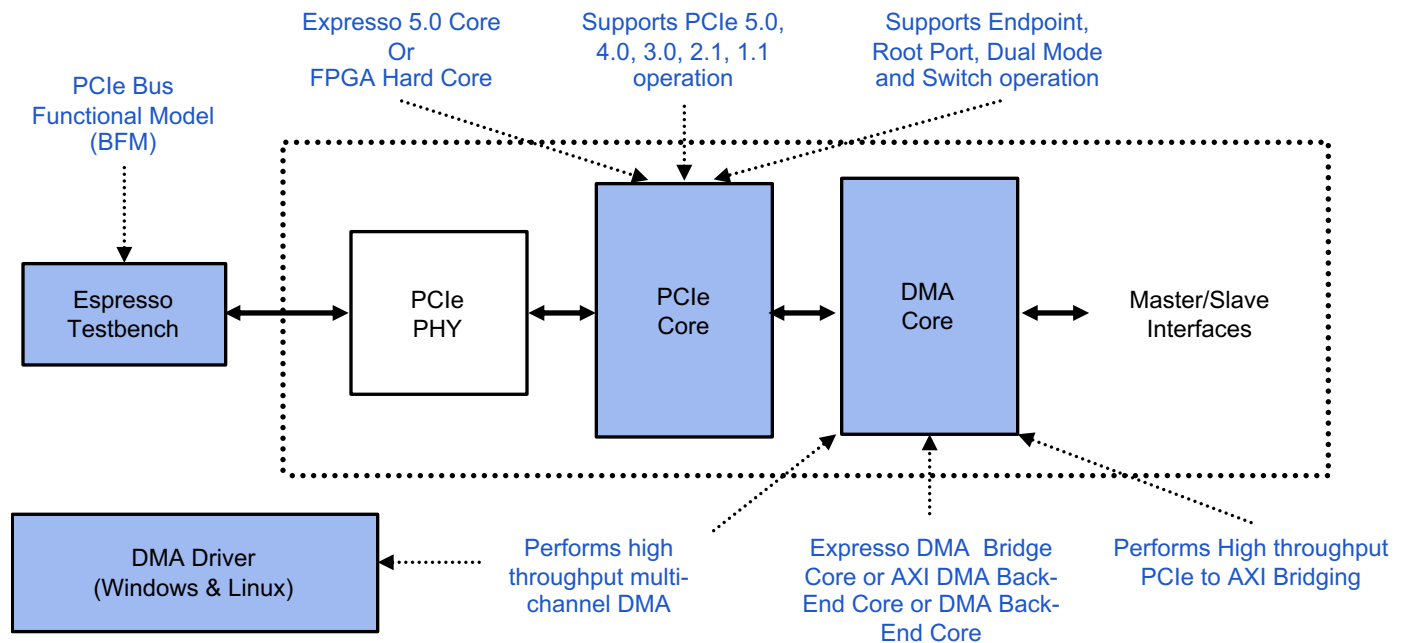 Expresso 5.0 Core
Or
FPGA Hard Core
Supports PCIe 5.0,
4.0, 3.0, 2.1, 1.1
operation
Supports Endpoint,
Root Port, Dual Mode
and Switch operation
PCIe Bus
Functional Model
(BFM)
Espresso
Testbench
PCIe
PHY
PCIe
Core
DMA
Core
Master/Slave
Interfaces
DMA Driver
(Windows & Linux)
Performs high
throughput multi-
channel DMA
Expresso DMA Bridge
Core or AXI DMA Back-
End Core or DMA Back-
End Core
Performs High throughput
PCIe to AXI Bridging